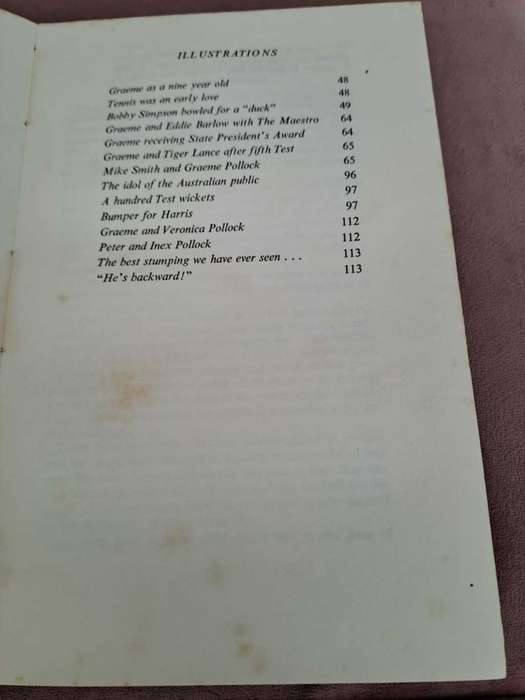 ILLUSTRATIONS
Graeme as a nine year old 48
Tennis was an early love 48
Bobby Simpson bowled for a "duck" 49
Graeme and Eddie Barlow with The Maestro 64
Graeme receiving State President's Award 64
Graeme and Tiger Lance after fifth Test 65
Mike Smith and Graeme Pollock 65
The idol of the Australian public 96
A hundred Test wickets 97
Bumper for Harris 97
Graeme and Veronica Pollock 112
Peter and Inex Pollock 112
The best stumping we have ever seen . . . 113
"He's backward!" 113